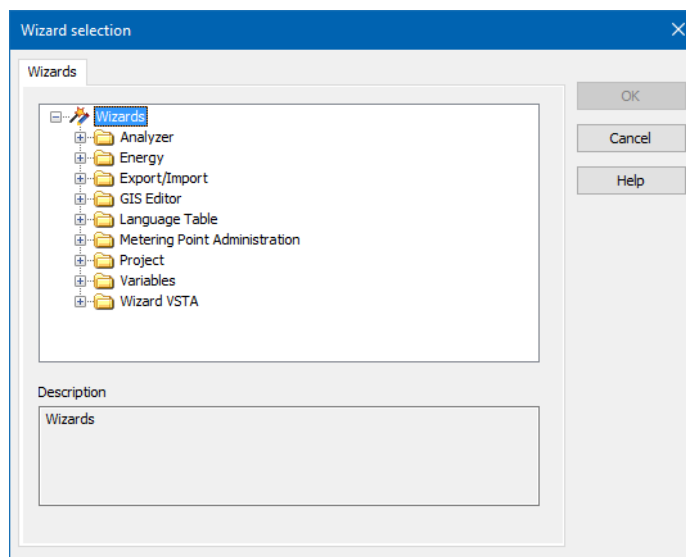 Wizard selection
Wizards
Wizards
Analyzer
Energy
Export/Import
GIS Editor
Language Table
Metering Point Administration
Project
Variables
Wizard VSTA
OK
Cancel
Help
Description
Wizards